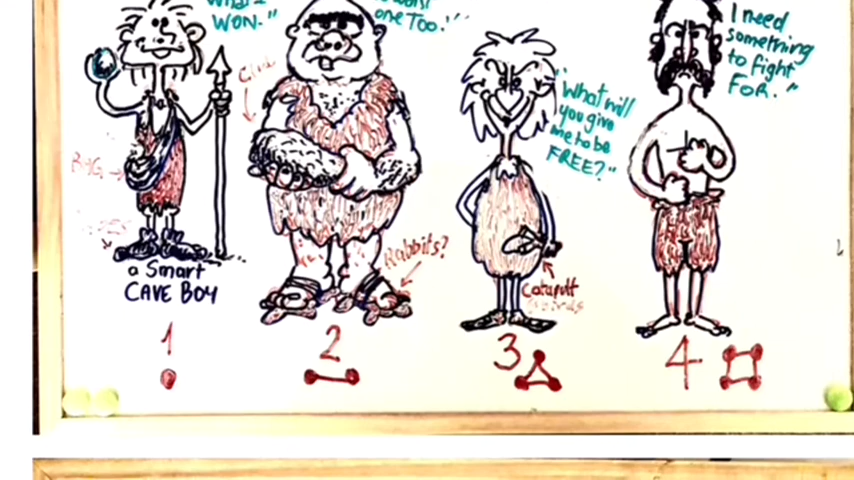 WON."
one Too."
I need
something
to Fight
FOR."
"What will
you give
me to be
FREE?"
BAG
Rabbits?
Catapult
a Smart
CAVE BOY
1
2
3
4